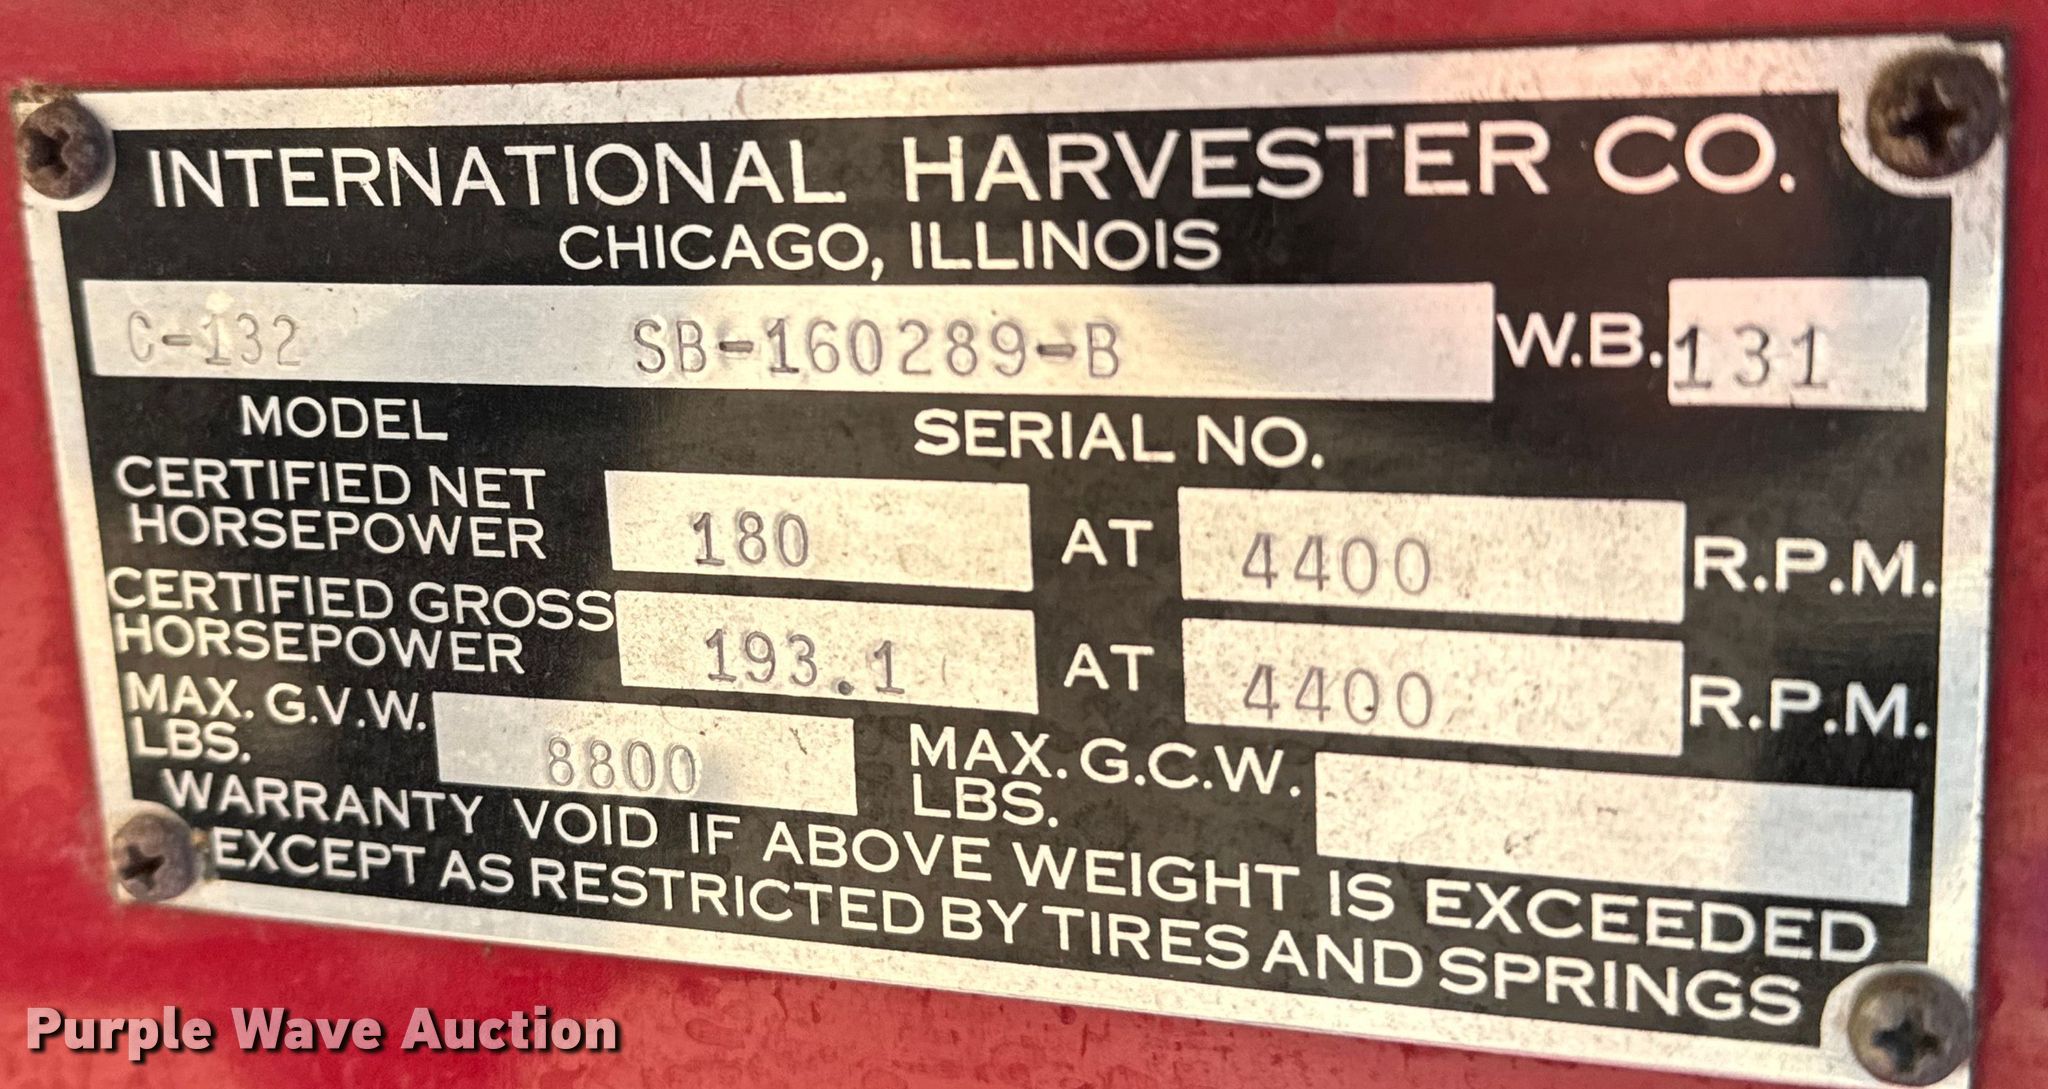 INTERNATIONAL HARVESTER CO.
CHICAGO, ILLINOIS
C-132 SB-160289-B W.B. 131
MODEL SERIAL NO.
CERTIFIED NET
HORSEPOWER 180 AT 4400 R.P.M.
CERTIFIED GROSS
HORSEPOWER 193.1 AT 4400 R.P.M.
MAX. G.V.W.
LBS. 8800 MAX. G.C.W.
LBS.
WARRANTY VOID IF ABOVE WEIGHT IS EXCEEDED
EXCEPT AS RESTRICTED BY TIRES AND SPRINGS
Purple Wave Auction